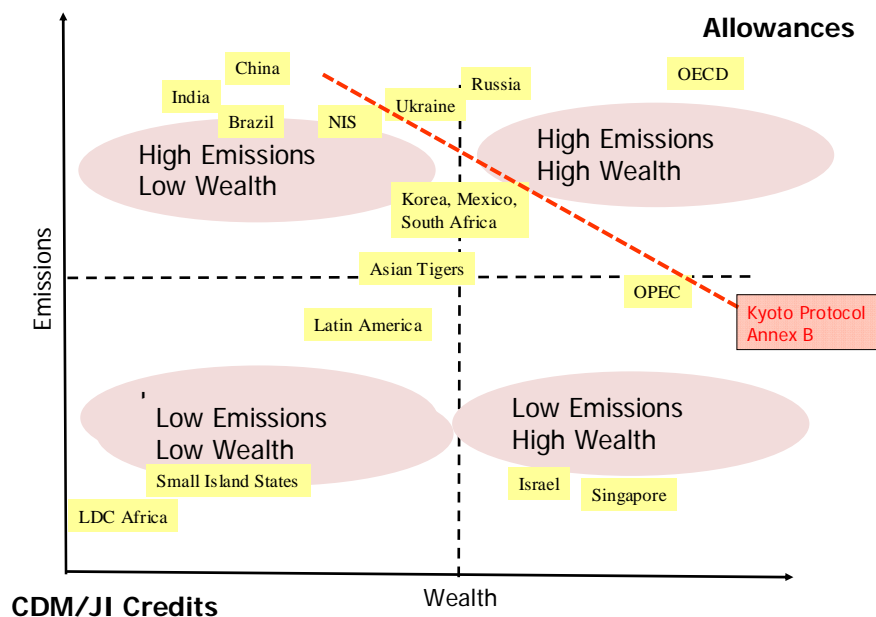 Allowances
China
OECD
Russia
India
Ukraine
Brazil
NIS
High Emissions
Low Wealth
High Emissions
High Wealth
Korea, Mexico,
South Africa
Asian Tigers
OPEC
Kyoto Protocol
Annex B
Latin America
Emissions
'
Low Emissions
Low Wealth
Low Emissions
High Wealth
Small Island States
Israel
Singapore
LDC Africa
Wealth
CDM/JI Credits